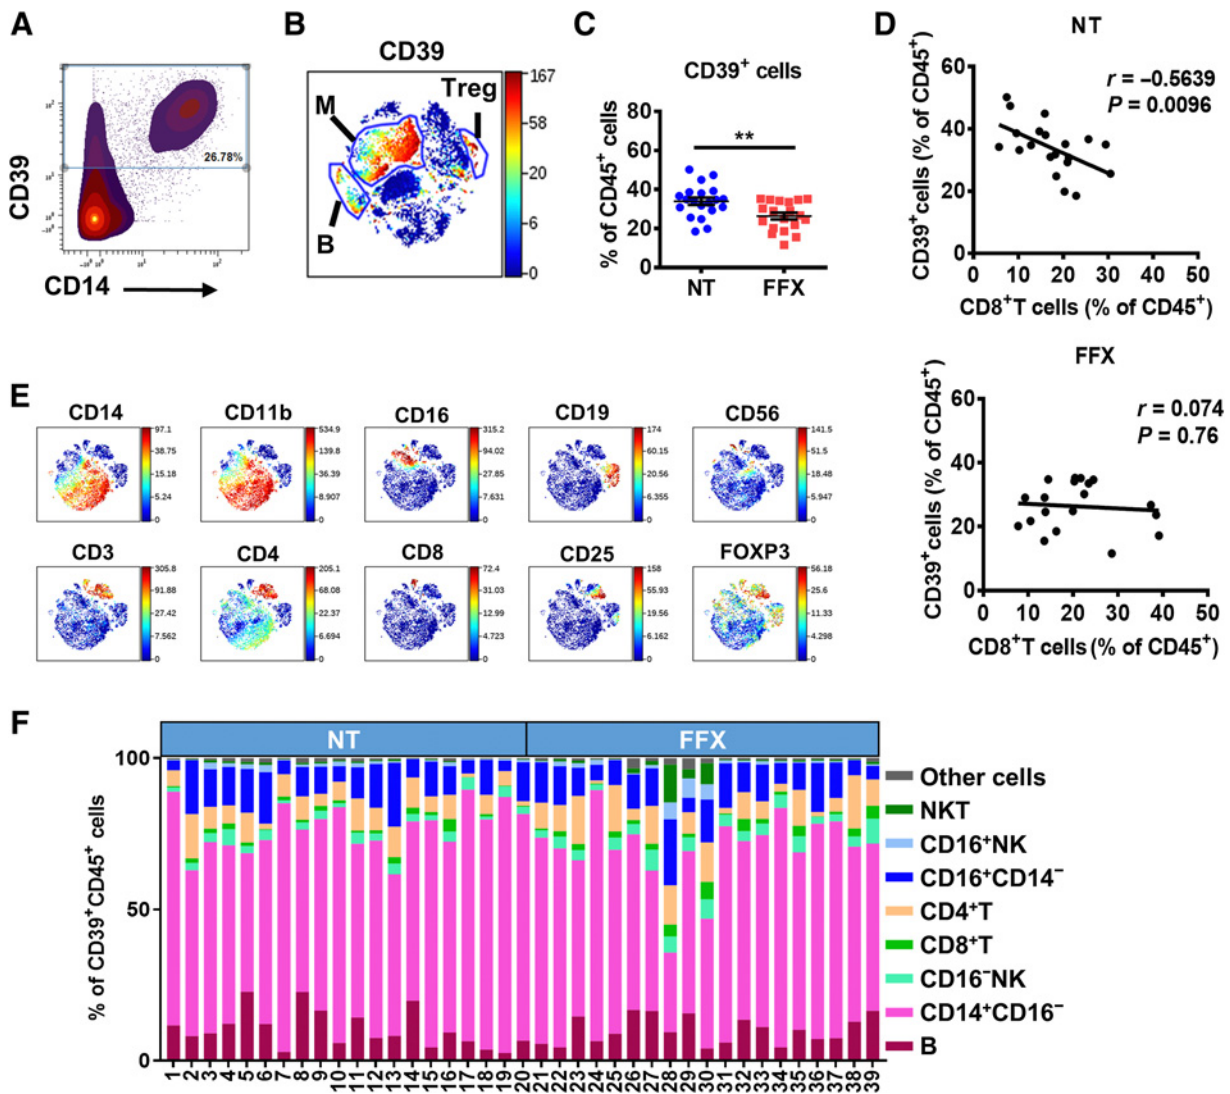 A
CD39
26.78%
CD14
B
CD39
M
Treg
B
167
58
20
6
0
C
CD39+ cells
% of CD45+ cells
80
60
40
20
0
**
NT
FFX
D
NT
r = −0.5639
P = 0.0096
CD39+cells (% of CD45+)
60
40
20
0
0 10 20 30 40 50
CD8+T cells (% of CD45+)
FFX
r = 0.074
P = 0.76
CD39+cells (% of CD45+)
60
40
20
0
0 10 20 30 40 50
CD8+T cells (% of CD45+)
E
CD14
97.1
38.75
15.18
5.24
0
CD11b
534.9
139.8
36.39
8.907
0
CD16
315.2
94.02
27.85
7.631
0
CD19
174
60.15
20.56
6.355
0
CD56
141.5
51.5
18.48
5.947
0
CD3
305.8
91.88
27.42
7.562
0
CD4
205.1
68.08
22.37
6.694
0
CD8
72.4
31.03
12.99
4.723
0
CD25
158
55.93
19.56
6.162
0
FOXP3
56.18
25.6
11.33
4.298
0
F
NT
FFX
% of CD39+CD45+ cells
100
50
0
1 2 3 4 5 6 7 8 9 10 11 12 13 14 15 16 17 18 19 20 21 22 23 24 25 26 27 28 29 30 31 32 33 34 35 36 37 38 39
Other cells
NKT
CD16+NK
CD16+CD14−
CD4+T
CD8+T
CD16−NK
CD14+CD16−
B